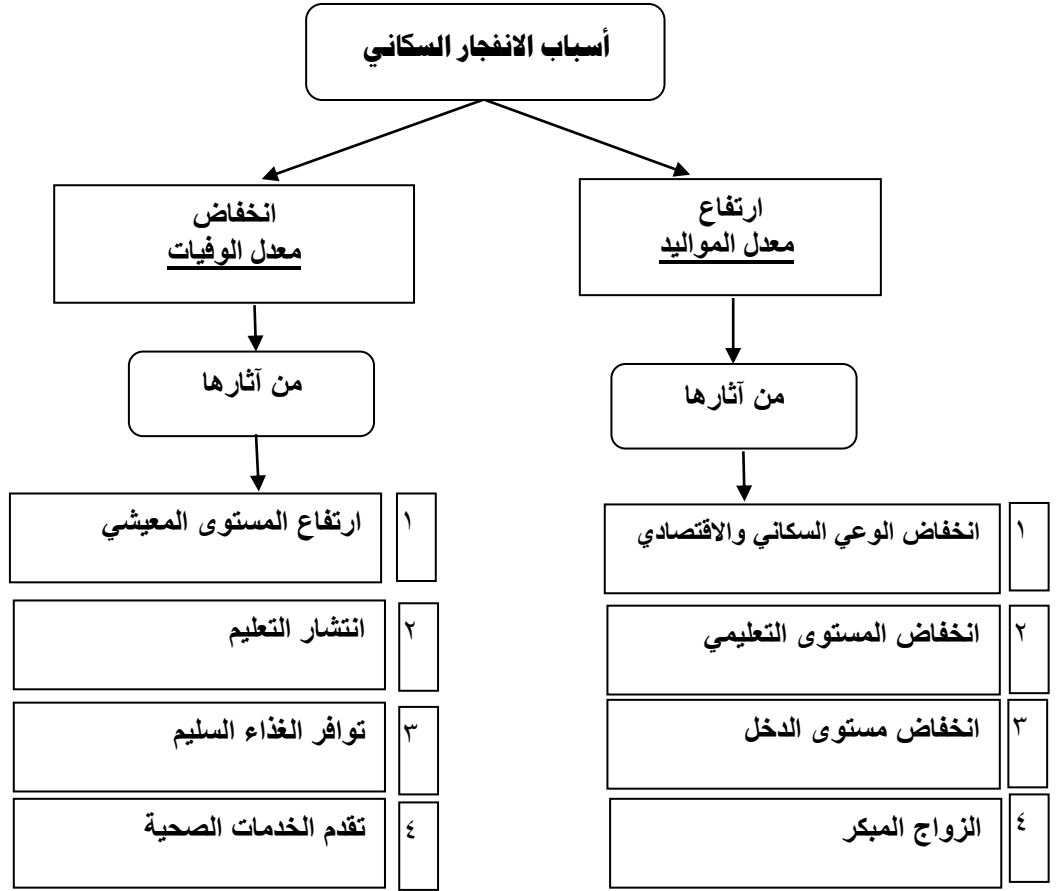 أسباب الانفجار السكاني
ارتفاع
معدل المواليد
انخفاض
معدل الوفيات
من آثارها
من آثارها
١ انخفاض الوعي السكاني والاقتصادي
٢ انخفاض المستوى التعليمي
٣ انخفاض مستوى الدخل
٤ الزواج المبكر
١ ارتفاع المستوى المعيشي
٢ انتشار التعليم
٣ توافر الغذاء السليم
٤ تقدم الخدمات الصحية